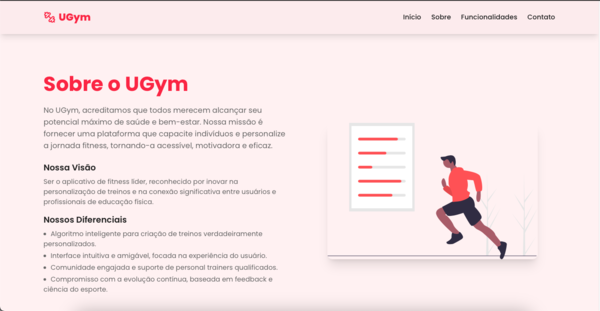 UGym
Início Sobre Funcionalidades Contato
Sobre o UGym
No UGym, acreditamos que todos merecem alcançar seu
potencial máximo de saúde e bem-estar. Nossa missão é
fornecer uma plataforma que capacite indivíduos e personalize
a jornada fitness, tornando-a acessível, motivadora e eficaz.
Nossa Visão
Ser o aplicativo de fitness líder, reconhecido por inovar na
personalização de treinos e na conexão significativa entre usuários e
profissionais de educação física.
Nossos Diferenciais
• Algoritmo inteligente para criação de treinos verdadeiramente
personalizados.
• Interface intuitiva e amigável, focada na experiência do usuário.
• Comunidade engajada e suporte de personal trainers qualificados.
• Compromisso com a evolução contínua, baseada em feedback e
ciência do esporte.